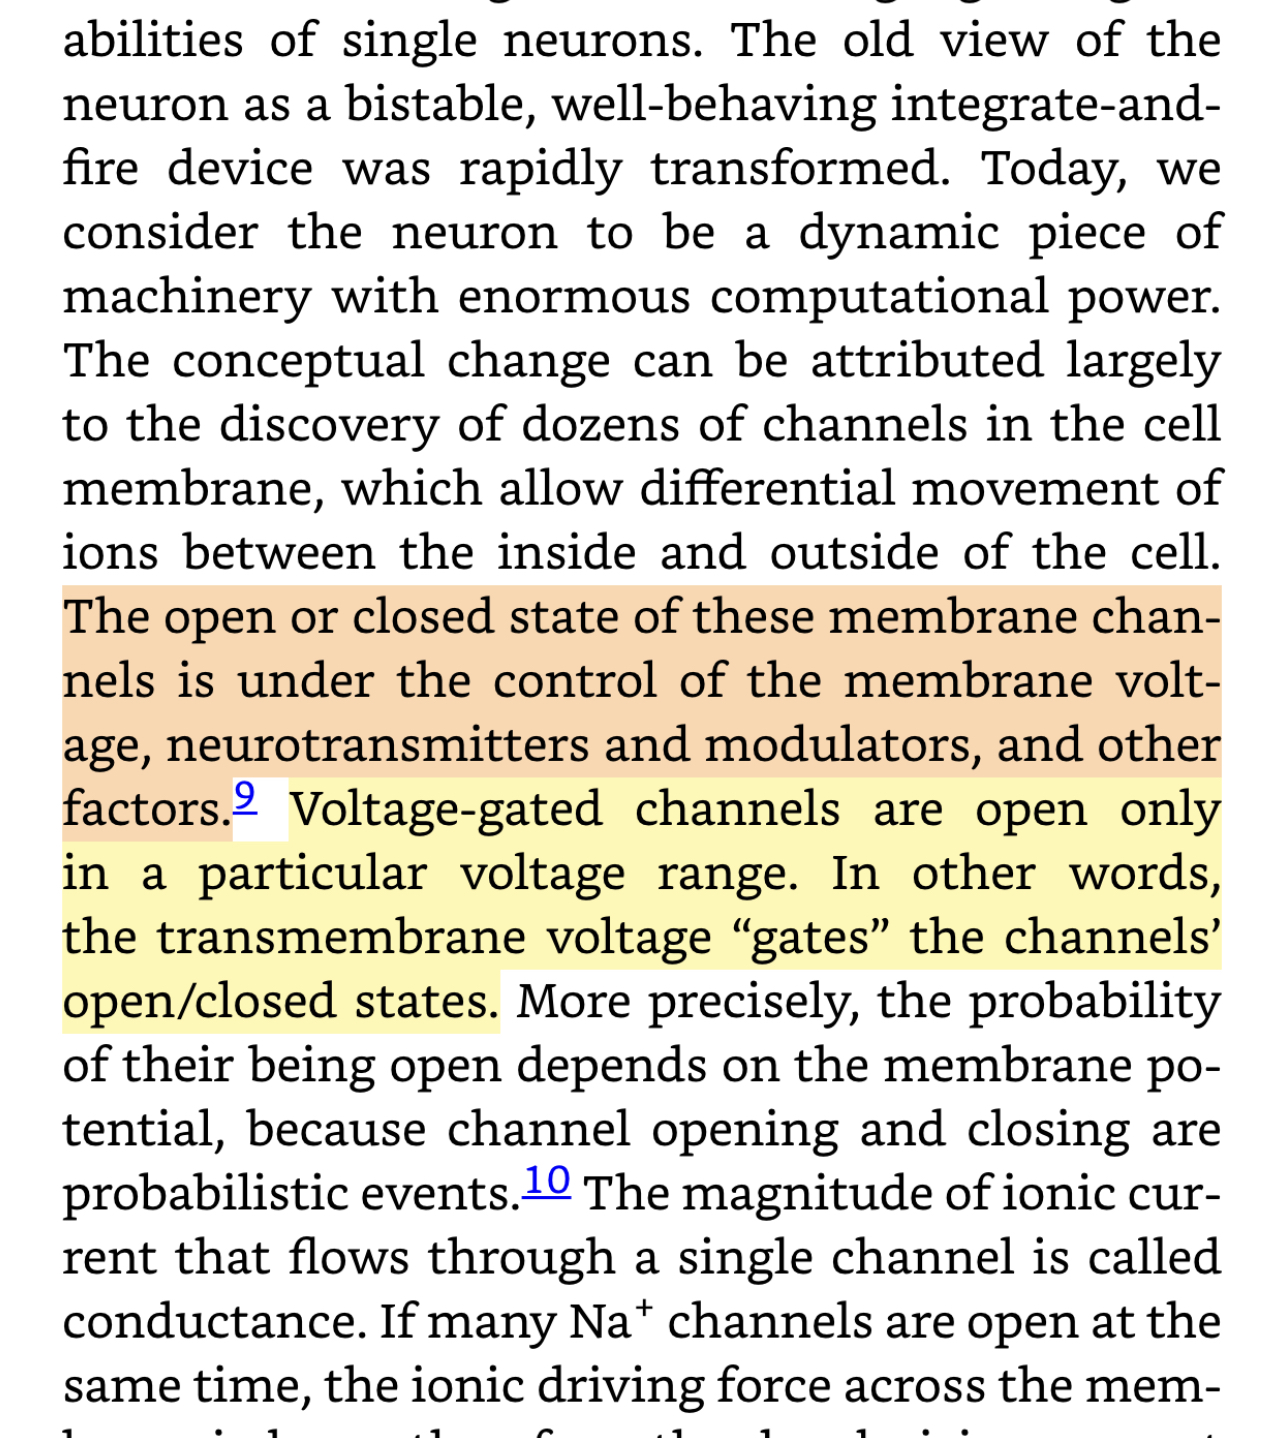 abilities of single neurons. The old view of the
neuron as a bistable, well-behaving integrate-and-
fire device was rapidly transformed. Today, we
consider the neuron to be a dynamic piece of
machinery with enormous computational power.
The conceptual change can be attributed largely
to the discovery of dozens of channels in the cell
membrane, which allow differential movement of
ions between the inside and outside of the cell.
The open or closed state of these membrane chan-
nels is under the control of the membrane volt-
age, neurotransmitters and modulators, and other
factors.9 Voltage-gated channels are open only
in a particular voltage range. In other words,
the transmembrane voltage “gates” the channels’
open/closed states. More precisely, the probability
of their being open depends on the membrane po-
tential, because channel opening and closing are
probabilistic events.10 The magnitude of ionic cur-
rent that flows through a single channel is called
conductance. If many Na⁺ channels are open at the
same time, the ionic driving force across the mem-